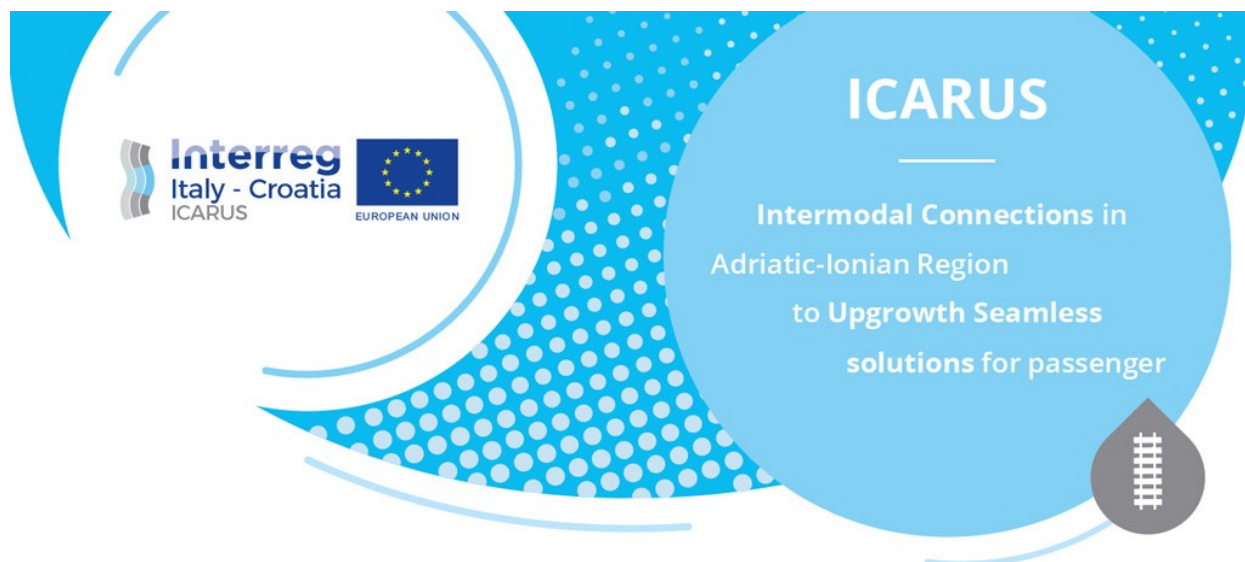 Interreg
Italy - Croatia
ICARUS
EUROPEAN UNION
ICARUS
Intermodal Connections in
Adriatic-Ionian Region
to Upgrowth Seamless
solutions for passenger